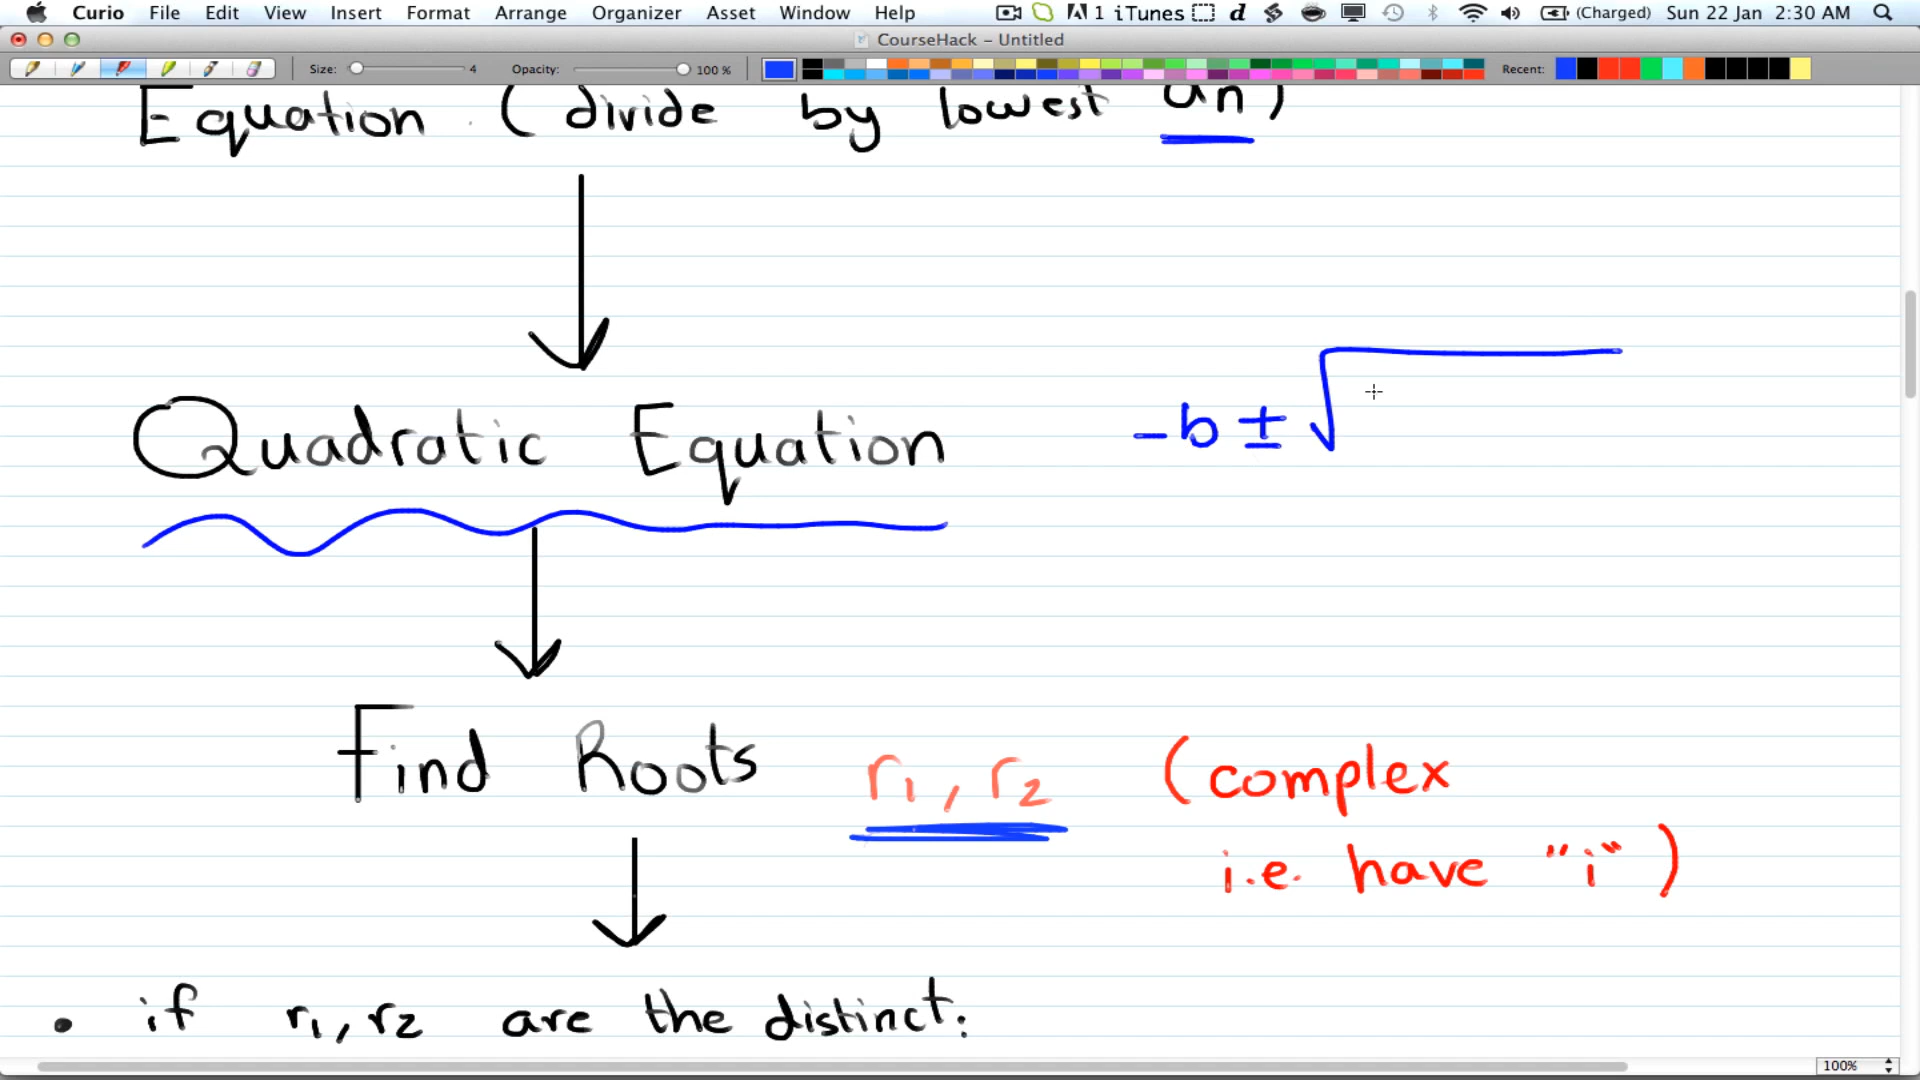 Curio File Edit View Insert Format Arrange Organizer Asset Window Help 1 iTunes (Charged) Sun 22 Jan 2:30 AM
CourseHack – Untitled
Size: 4 Opacity: 100 % Recent:
Equation (divide by lowest an)
Quadratic Equation -b ± √
Find Roots r1, r2 (complex
i.e. have "i")
• if r1, r2 are the distinct:
100%